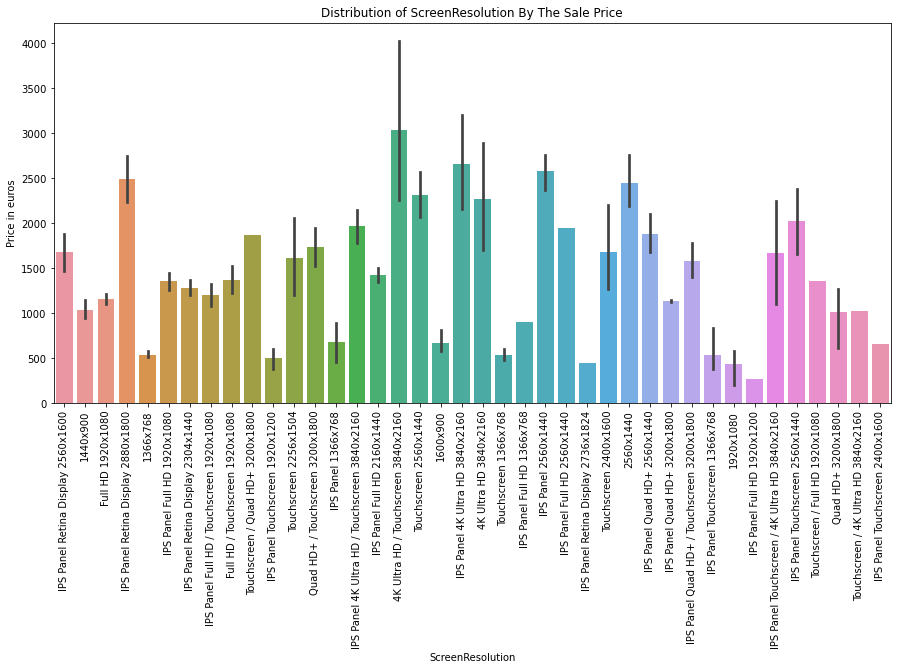 Distribution of ScreenResolution By The Sale Price
Price in euros
4000
3500
3000
2500
2000
1500
1000
500
0
IPS Panel Retina Display 2560x1600
1440x900
Full HD 1920x1080
IPS Panel Retina Display 2880x1800
1366x768
IPS Panel Full HD 1920x1080
IPS Panel Retina Display 2304x1440
IPS Panel Full HD / Touchscreen 1920x1080
Full HD / Touchscreen 1920x1080
Touchscreen / Quad HD+ 3200x1800
IPS Panel Touchscreen 1920x1200
Touchscreen 2256x1504
Quad HD+ / Touchscreen 3200x1800
IPS Panel 1366x768
IPS Panel 4K Ultra HD / Touchscreen 3840x2160
IPS Panel Full HD 2160x1440
4K Ultra HD / Touchscreen 3840x2160
Touchscreen 2560x1440
1600x900
IPS Panel 4K Ultra HD 3840x2160
4K Ultra HD 3840x2160
Touchscreen 1366x768
IPS Panel Full HD 1366x768
IPS Panel 2560x1440
IPS Panel Full HD 2560x1440
IPS Panel Retina Display 2736x1824
Touchscreen 2400x1600
2560x1440
IPS Panel Quad HD+ 2560x1440
IPS Panel Quad HD+ 3200x1800
IPS Panel Quad HD+ / Touchscreen 3200x1800
IPS Panel Touchscreen 1366x768
1920x1080
IPS Panel Full HD 1920x1200
IPS Panel Touchscreen / 4K Ultra HD 3840x2160
IPS Panel Touchscreen 2560x1440
Touchscreen / Full HD 1920x1080
Quad HD+ 3200x1800
Touchscreen / 4K Ultra HD 3840x2160
IPS Panel Touchscreen 2400x1600
ScreenResolution